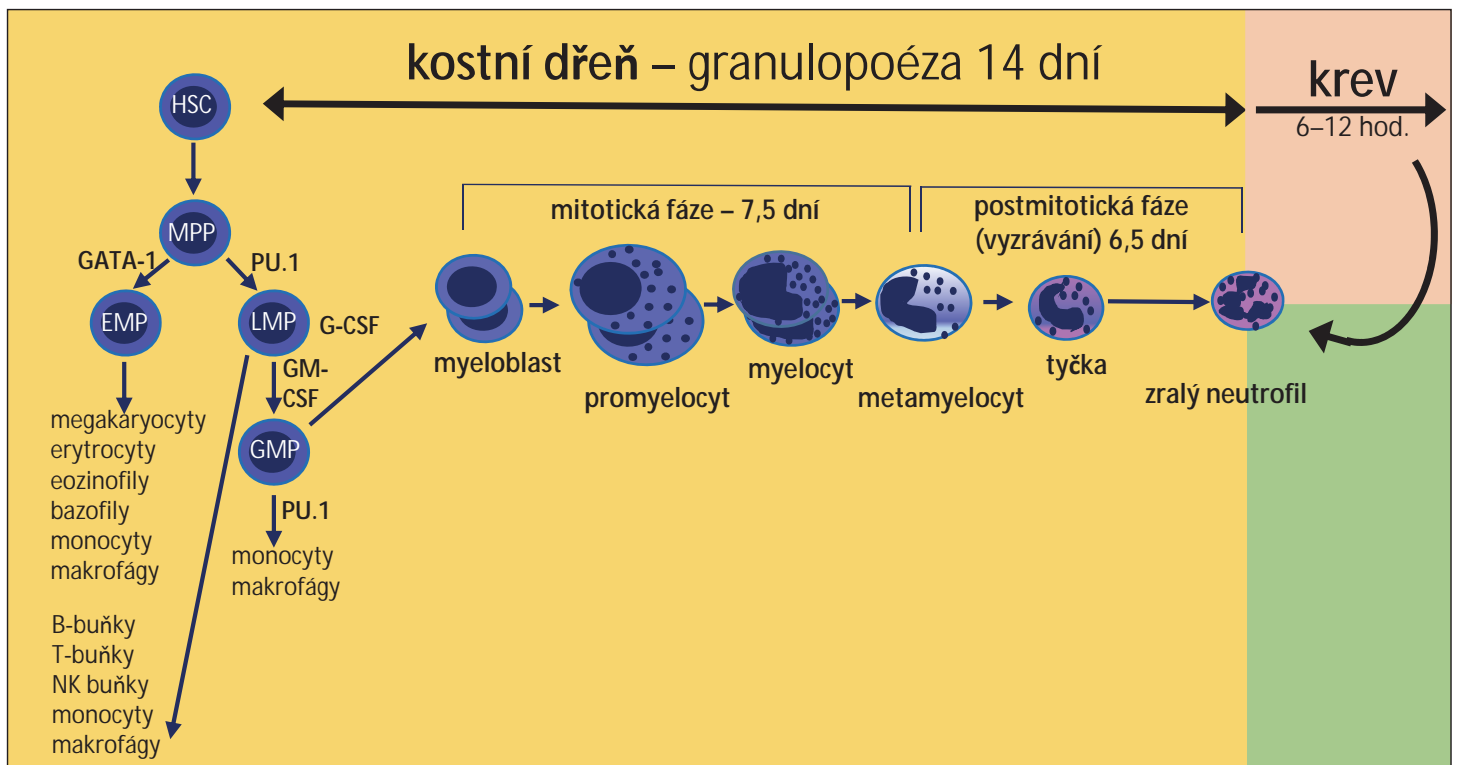 kostní dřeň – granulopoéza 14 dní
krev
6–12 hod.
HSC
MPP
GATA-1
PU.1
EMP
LMP
G-CSF
GM-
CSF
GMP
PU.1
megakaryocyty
erytrocyty
eozinofily
bazofily
monocyty
makrofágy
monocyty
makrofágy
B-buňky
T-buňky
NK buňky
monocyty
makrofágy
mitotická fáze – 7,5 dní
postmitotická fáze
(vyzrávání) 6,5 dní
myeloblast
promyelocyt
myelocyt
metamyelocyt
tyčka
zralý neutrofil